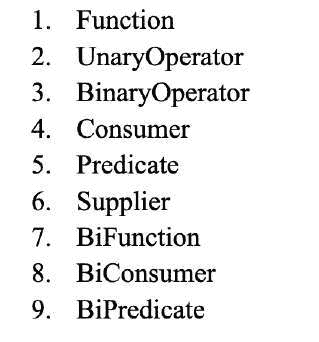 1. Function
2. UnaryOperator
3. BinaryOperator
4. Consumer
5. Predicate
6. Supplier
7. BiFunction
8. BiConsumer
9. BiPredicate